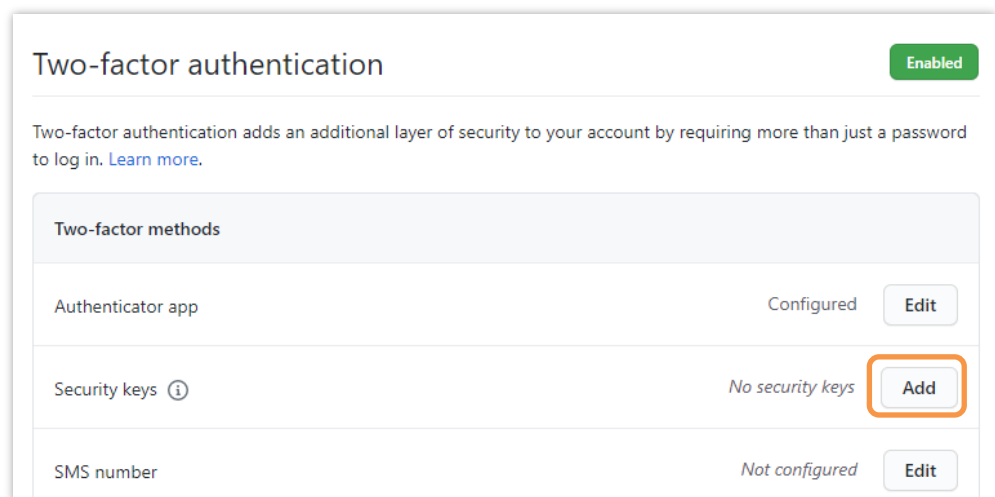 Two-factor authentication
Enabled
Two-factor authentication adds an additional layer of security to your account by requiring more than just a password
to log in. Learn more.
Two-factor methods
Authenticator app Configured Edit
Security keys No security keys Add
SMS number Not configured Edit